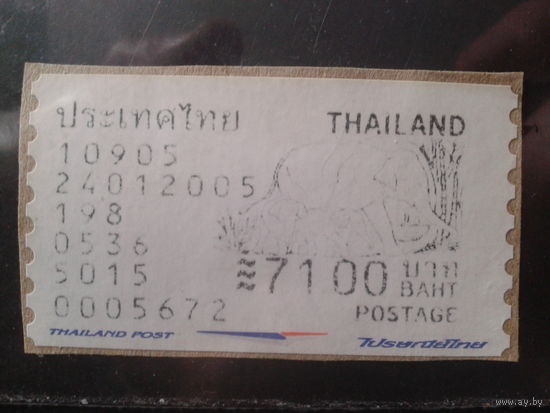 ประเทศไทย THAILAND
10905
24012005
198
0536
5015
0005672
≋7100 บาท
BAHT
POSTAGE
THAILAND POST ไปรษณีย์ไทย
www.ay.by